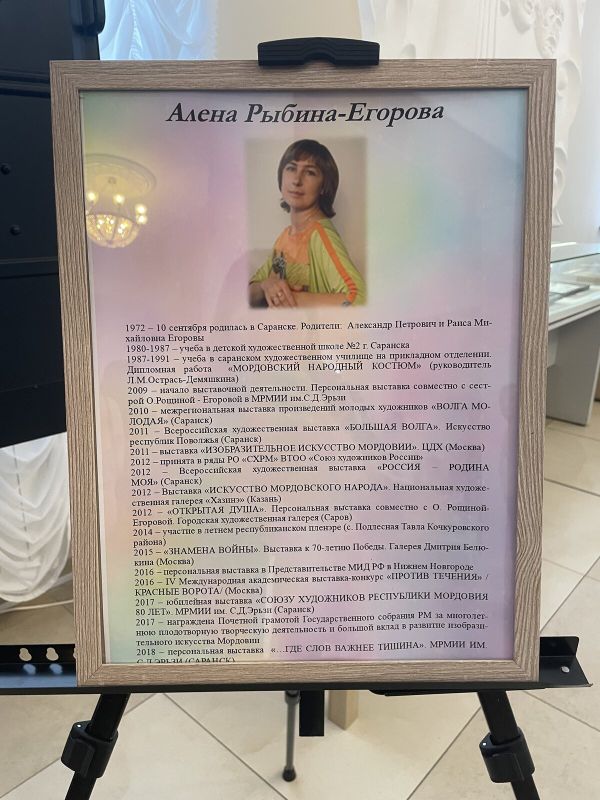 Алена Рыбина-Егорова
1972 – 10 сентября родилась в Саранске. Родители: Александр Петрович и Раиса Ми-
хайловна Егоровы
1980-1987 – учеба в детской художественной школе №2 г. Саранска
1987-1991 – учеба в саранском художественном училище на прикладном отделении.
Дипломная работа «МОРДОВСКИЙ НАРОДНЫЙ КОСТЮМ» (руководитель
Л.М.Острась-Демяшкина)
2009 – начало выставочной деятельности. Персональная выставка совместно с сест-
рой О.Рощиной - Егоровой в МРМИИ им.С.Д.Эрьзи
2010 – межрегиональная выставка произведений молодых художников «ВОЛГА МО-
ЛОДАЯ» (Саранск)
2011 – Всероссийская художественная выставка «БОЛЬШАЯ ВОЛГА». Искусство
республик Поволжья (Саранск)
2011 – выставка «ИЗОБРАЗИТЕЛЬНОЕ ИСКУССТВО МОРДОВИИ». ЦДХ (Москва)
2012 – принята в ряды РО «СХРМ» ВТОО «Союз художников России»
2012 – Всероссийская художественная выставка «РОССИЯ – РОДИНА
МОЯ» (Саранск)
2012 – Выставка «ИСКУССТВО МОРДОВСКОГО НАРОДА». Национальная художе-
ственная галерея «Хазинэ» (Казань)
2012 – «ОТКРЫТАЯ ДУША». Персональная выставка совместно с О. Рощиной-
Егоровой. Городская художественная галерея (Саров)
2014 – участие в летнем республиканском пленэре (с. Подлесная Тавла Кочкуровского
района)
2015 – «ЗНАМЕНА ВОЙНЫ». Выставка к 70-летию Победы. Галерея Дмитрия Белю-
кина (Москва)
2016 – персональная выставка в Представительстве МИД РФ в Нижнем Новгороде
2016 – IV Международная академическая выставка-конкурс «ПРОТИВ ТЕЧЕНИЯ» /
КРАСНЫЕ ВОРОТА/ (Москва)
2017 – юбилейная выставка «СОЮЗУ ХУДОЖНИКОВ РЕСПУБЛИКИ МОРДОВИЯ
80 ЛЕТ». МРМИИ им. С.Д.Эрьзи (Саранск)
2017 – награждена Почетной грамотой Государственного собрания РМ за многолет-
нюю плодотворную творческую деятельность и большой вклад в развитие изобрази-
тельного искусства Мордовии
2018 – персональная выставка «…ГДЕ СЛОВ ВАЖНЕЕ ТИШИНА». МРМИИ ИМ.
С.Д.ЭРЬЗИ (САРАНСК)